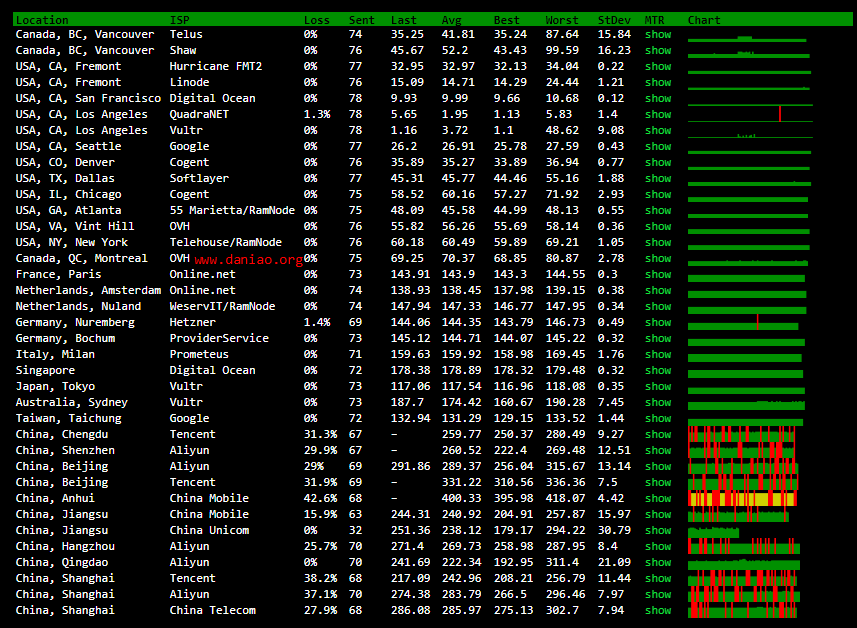 Location ISP Loss Sent Last Avg Best Worst StDev MTR Chart
Canada, BC, Vancouver Telus 0% 74 35.25 41.81 35.24 87.64 15.84 show
Canada, BC, Vancouver Shaw 0% 76 45.67 52.2 43.43 99.59 16.23 show
USA, CA, Fremont Hurricane FMT2 0% 77 32.95 32.97 32.13 34.04 0.22 show
USA, CA, Fremont Linode 0% 76 15.09 14.71 14.29 24.44 1.21 show
USA, CA, San Francisco Digital Ocean 0% 78 9.93 9.99 9.66 10.68 0.12 show
USA, CA, Los Angeles QuadraNET 1.3% 78 5.65 1.95 1.13 5.83 1.4 show
USA, CA, Los Angeles Vultr 0% 78 1.16 3.72 1.1 48.62 9.08 show
USA, CA, Seattle Google 0% 77 26.2 26.91 25.78 27.59 0.43 show
USA, CO, Denver Cogent 0% 76 35.89 35.27 33.89 36.94 0.77 show
USA, TX, Dallas Softlayer 0% 77 45.31 45.77 44.46 55.16 1.88 show
USA, IL, Chicago Cogent 0% 75 58.52 60.16 57.27 71.92 2.93 show
USA, GA, Atlanta 55 Marietta/RamNode 0% 75 48.09 45.58 44.99 48.13 0.55 show
USA, VA, Vint Hill OVH 0% 76 55.82 56.26 55.69 58.14 0.36 show
USA, NY, New York Telehouse/RamNode 0% 76 60.18 60.49 59.89 69.21 1.05 show
Canada, QC, Montreal OVH www.daniao.org 0% 75 69.25 70.37 68.85 80.87 2.78 show
France, Paris Online.net 0% 73 143.91 143.9 143.3 144.55 0.3 show
Netherlands, Amsterdam Online.net 0% 74 138.93 138.45 137.98 139.15 0.38 show
Netherlands, Nuland WeservIT/RamNode 0% 74 147.94 147.33 146.77 147.95 0.34 show
Germany, Nuremberg Hetzner 1.4% 69 144.06 144.35 143.79 146.73 0.49 show
Germany, Bochum ProviderService 0% 73 145.12 144.71 144.07 145.22 0.32 show
Italy, Milan Prometeus 0% 71 159.63 159.92 158.98 169.45 1.76 show
Singapore Digital Ocean 0% 72 178.38 178.89 178.32 179.48 0.32 show
Japan, Tokyo Vultr 0% 73 117.06 117.54 116.96 118.08 0.35 show
Australia, Sydney Vultr 0% 73 187.7 174.42 160.67 190.28 7.45 show
Taiwan, Taichung Google 0% 72 132.94 131.29 129.15 133.52 1.44 show
China, Chengdu Tencent 31.3% 67 – 259.77 250.37 280.49 9.27 show
China, Shenzhen Aliyun 29.9% 67 – 260.52 222.4 269.48 12.51 show
China, Beijing Aliyun 29% 69 291.86 289.37 256.04 315.67 13.14 show
China, Beijing Tencent 31.9% 69 – 331.22 310.56 336.36 7.5 show
China, Anhui China Mobile 42.6% 68 – 400.33 395.98 418.07 4.42 show
China, Jiangsu China Mobile 15.9% 63 244.31 240.92 204.91 257.87 15.97 show
China, Jiangsu China Unicom 0% 32 251.36 238.12 179.17 294.22 30.79 show
China, Hangzhou Aliyun 25.7% 70 271.4 269.73 258.98 287.95 8.4 show
China, Qingdao Aliyun 0% 70 241.69 222.34 192.95 311.4 21.09 show
China, Shanghai Tencent 38.2% 68 217.09 242.96 208.21 256.79 11.44 show
China, Shanghai Aliyun 37.1% 70 274.38 283.79 266.5 296.46 7.97 show
China, Shanghai China Telecom 27.9% 68 286.08 285.97 275.13 302.7 7.94 show